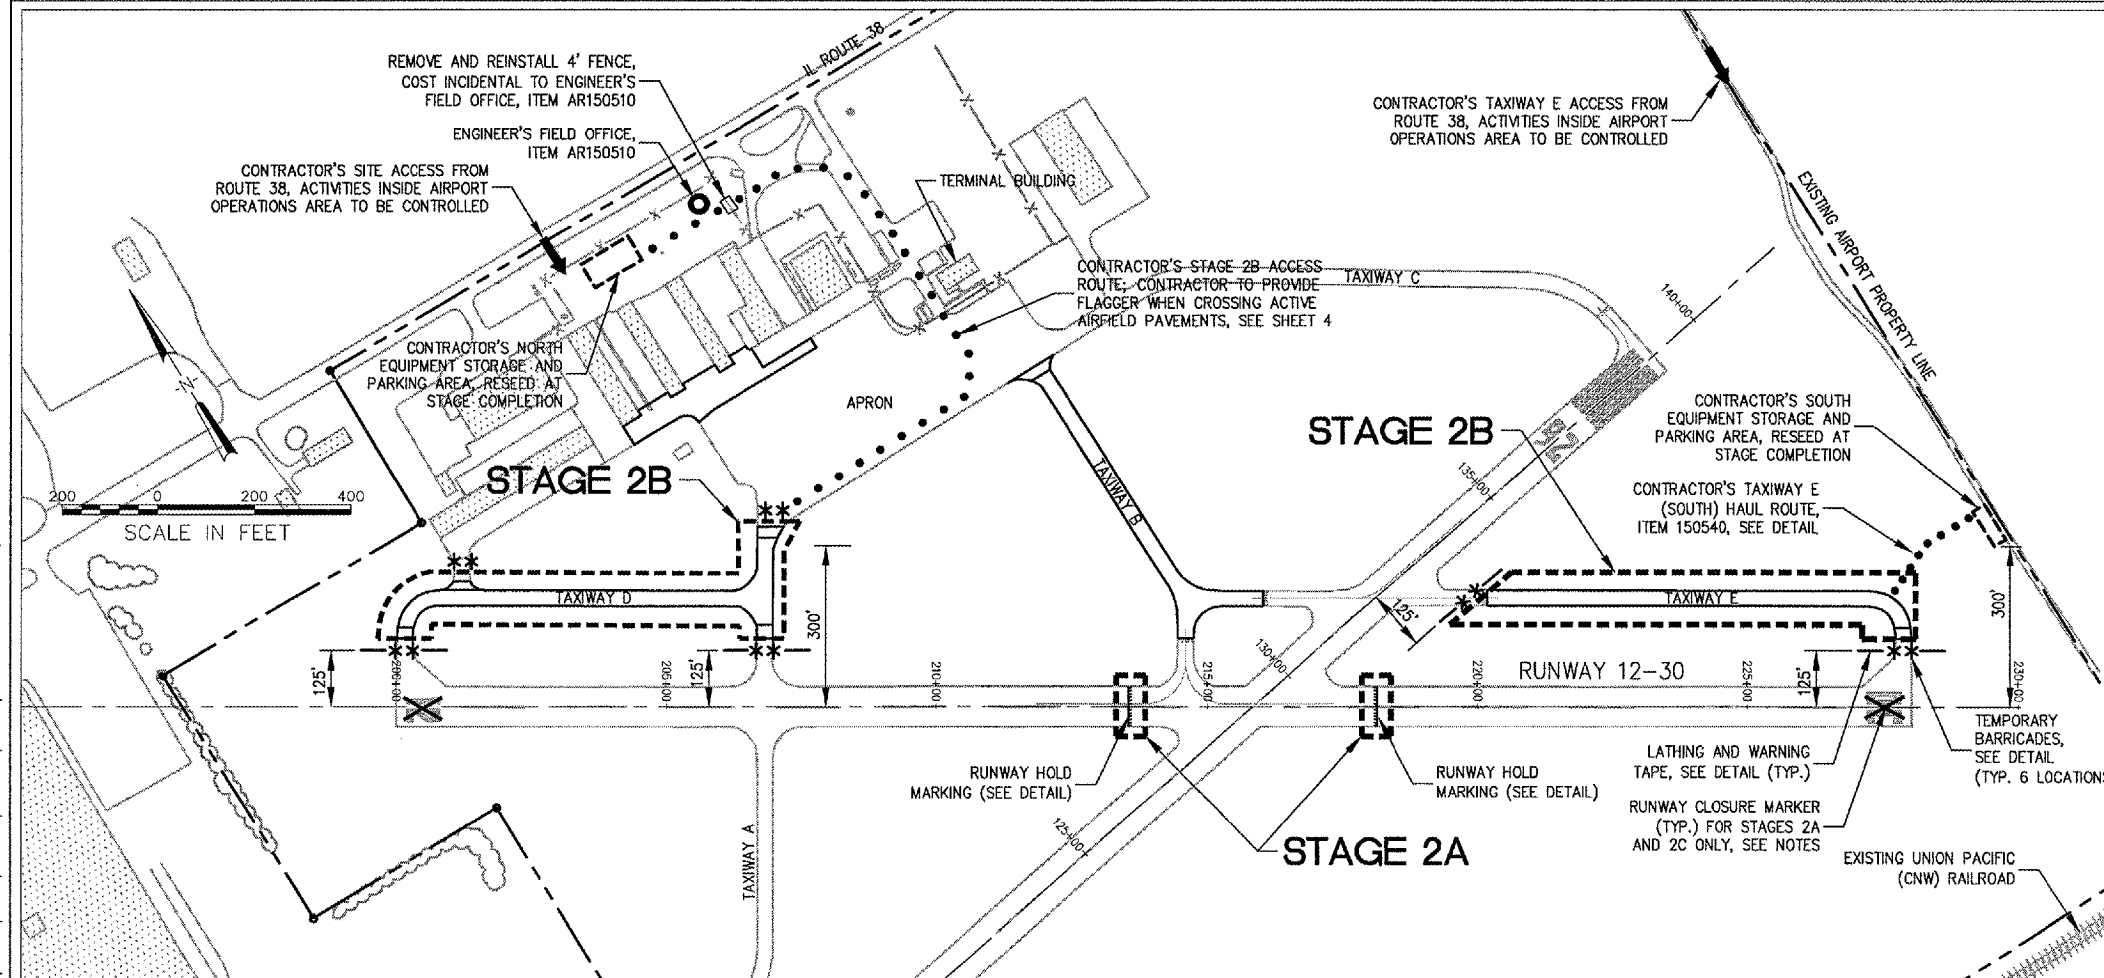 REMOVE AND REINSTALL 4' FENCE,
COST INCIDENTAL TO ENGINEER'S
FIELD OFFICE, ITEM AR150510
ENGINEER'S FIELD OFFICE,
ITEM AR150510
CONTRACTOR'S SITE ACCESS FROM
ROUTE 38, ACTIVITIES INSIDE AIRPORT
OPERATIONS AREA TO BE CONTROLLED
IL ROUTE 38
TERMINAL BUILDING
CONTRACTOR'S TAXIWAY E ACCESS FROM
ROUTE 38, ACTIVITIES INSIDE AIRPORT
OPERATIONS AREA TO BE CONTROLLED
EXISTING AIRPORT PROPERTY LINE
CONTRACTOR'S STAGE 2B ACCESS
ROUTE; CONTRACTOR TO PROVIDE
FLAGGER WHEN CROSSING ACTIVE
AIRFIELD PAVEMENTS, SEE SHEET 4
TAXIWAY C
140+00
CONTRACTOR'S NORTH
EQUIPMENT STORAGE AND
PARKING AREA, RESEED AT
STAGE COMPLETION
-N-
APRON
CONTRACTOR'S SOUTH
EQUIPMENT STORAGE AND
PARKING AREA, RESEED AT
STAGE COMPLETION
STAGE 2B
25
135+00
STAGE 2B
TAXIWAY B
CONTRACTOR'S TAXIWAY E
(SOUTH) HAUL ROUTE,
ITEM 150540, SEE DETAIL
200 0 200 400
SCALE IN FEET
TAXIWAY D
300'
TAXIWAY E
300'
125'
125'
200+00
205+00
125'
210+00
215+00
130+00
220+00
RUNWAY 12-30
225+00
125'
230+00
RUNWAY HOLD
MARKING (SEE DETAIL)
RUNWAY HOLD
MARKING (SEE DETAIL)
LATHING AND WARNING
TAPE, SEE DETAIL (TYP.)
TEMPORARY
BARRICADES,
SEE DETAIL
(TYP. 6 LOCATIONS
RUNWAY CLOSURE MARKER
(TYP.) FOR STAGES 2A
AND 2C ONLY, SEE NOTES
TAXIWAY A
125+00
STAGE 2A
EXISTING UNION PACIFIC
(CNW) RAILROAD